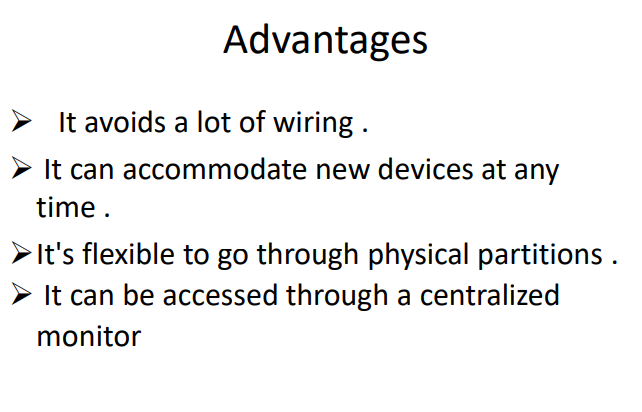 Advantages
➢ It avoids a lot of wiring .
➢ It can accommodate new devices at any
time .
➢It's flexible to go through physical partitions .
➢ It can be accessed through a centralized
monitor